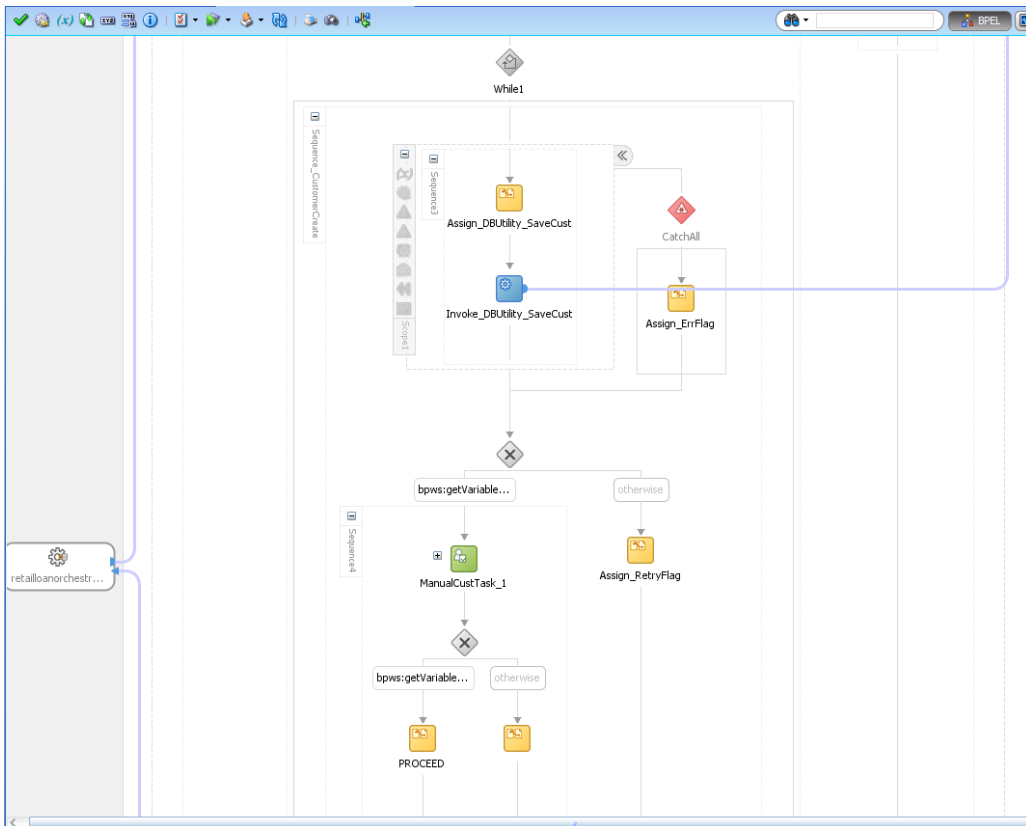 (x)
BPEL
While1
Sequence_CustomerCreate
Sequence3
Scope1
Assign_DBUtility_SaveCust
CatchAll
Invoke_DBUtility_SaveCust
Assign_ErrFlag
bpws:getVariable...
otherwise
Sequence4
retailloanorchestr...
ManualCustTask_1
Assign_RetryFlag
bpws:getVariable...
otherwise
PROCEED